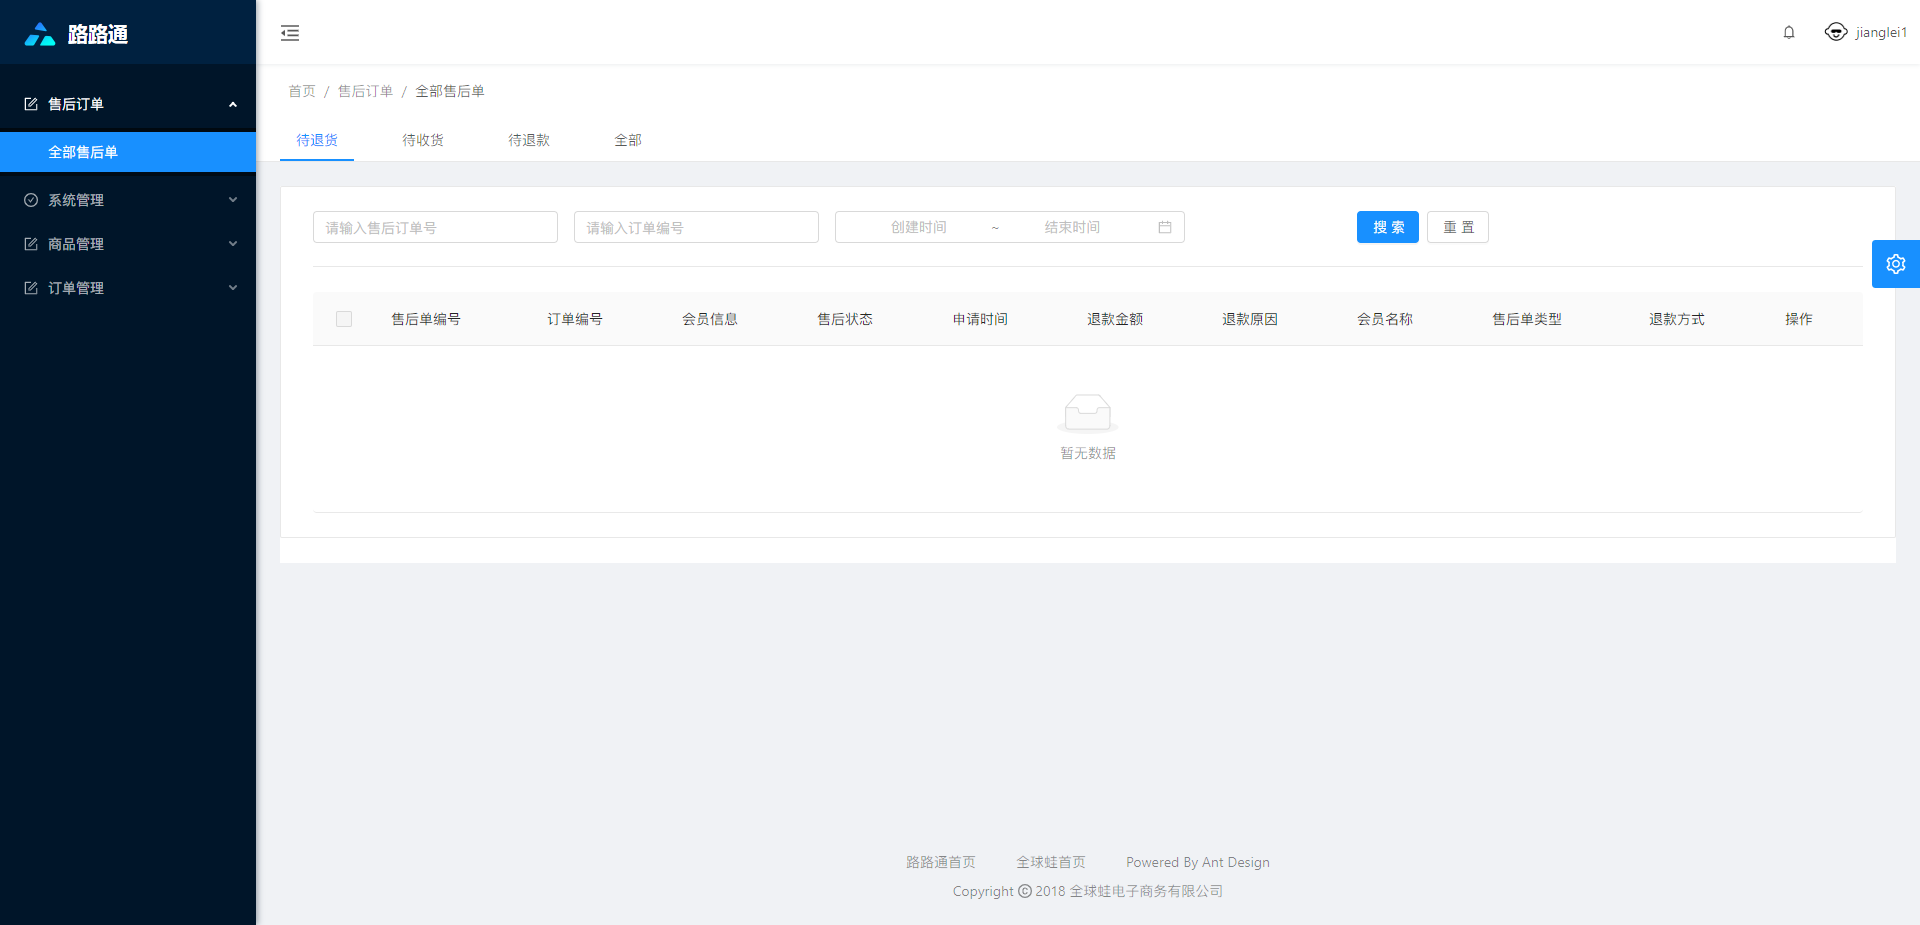 路路通
jianglei1
售后订单
全部售后单
系统管理
商品管理
订单管理
首页 / 售后订单 / 全部售后单
待退货 待收货 待退款 全部
请输入售后订单号 请输入订单编号 创建时间 ~ 结束时间 搜 索 重 置
售后单编号 订单编号 会员信息 售后状态 申请时间 退款金额 退款原因 会员名称 售后单类型 退款方式 操作
暂无数据
路路通首页 全球蛙首页 Powered By Ant Design
Copyright © 2018 全球蛙电子商务有限公司